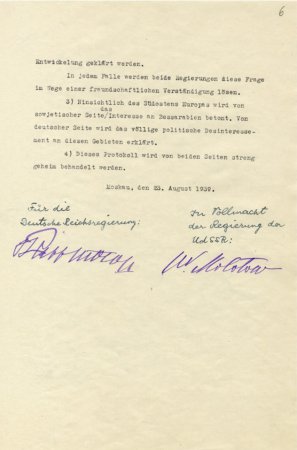 6
Entwickelung geklärt werden.
In jedem Falle werden beide Regierungen diese Frage
im Wege einer freundschaftlichen Verständigung lösen.
3) Hinsichtlich des Südostens Europas wird von
das
sowjetischer Seite/Interesse an Bessarabien betont. Von
deutscher Seite wird das völlige politische Desinteresse-
ment an diesen Gebieten erklärt.
4) Dieses Protokoll wird von beiden Seiten streng
geheim behandelt werden.
Moskau, den 23. August 1939.
Für die
Deutsche Reichsregierung:
In Vollmacht
der Regierung der
UdSSR:
W. Molotow